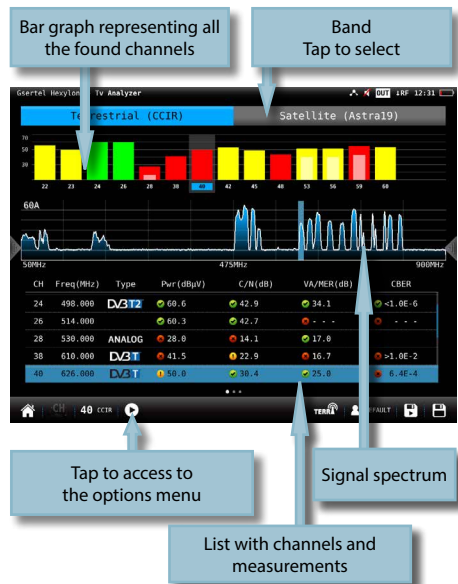 Bar graph representing all
the found channels
Band
Tap to select
Gsertel Hexylon Tv Analyzer
OUT RF 12:31
Terrestrial (CCIR) Satellite (Astra19)
70
50
30
22 23 24 26 28 38 40 42 45 48 53 56 59 60
60A
50MHz 475MHz 900MHz
CH Freq(MHz) Type Pwr(dBµV) C/N(dB) VA/MER(dB) CBER
24 498.000 DVB T2 60.6 42.9 34.1 <1.0E-6
26 514.000 60.3 42.7 - - - -
28 530.000 ANALOG 28.0 14.1 17.0
38 610.000 DVB T 41.5 22.9 16.7 >1.0E-2
40 626.000 DVB T 50.0 30.4 25.0 6.4E-4
CH 40 CCIR TERRA
Tap to access to
the options menu
Signal spectrum
List with channels and
measurements